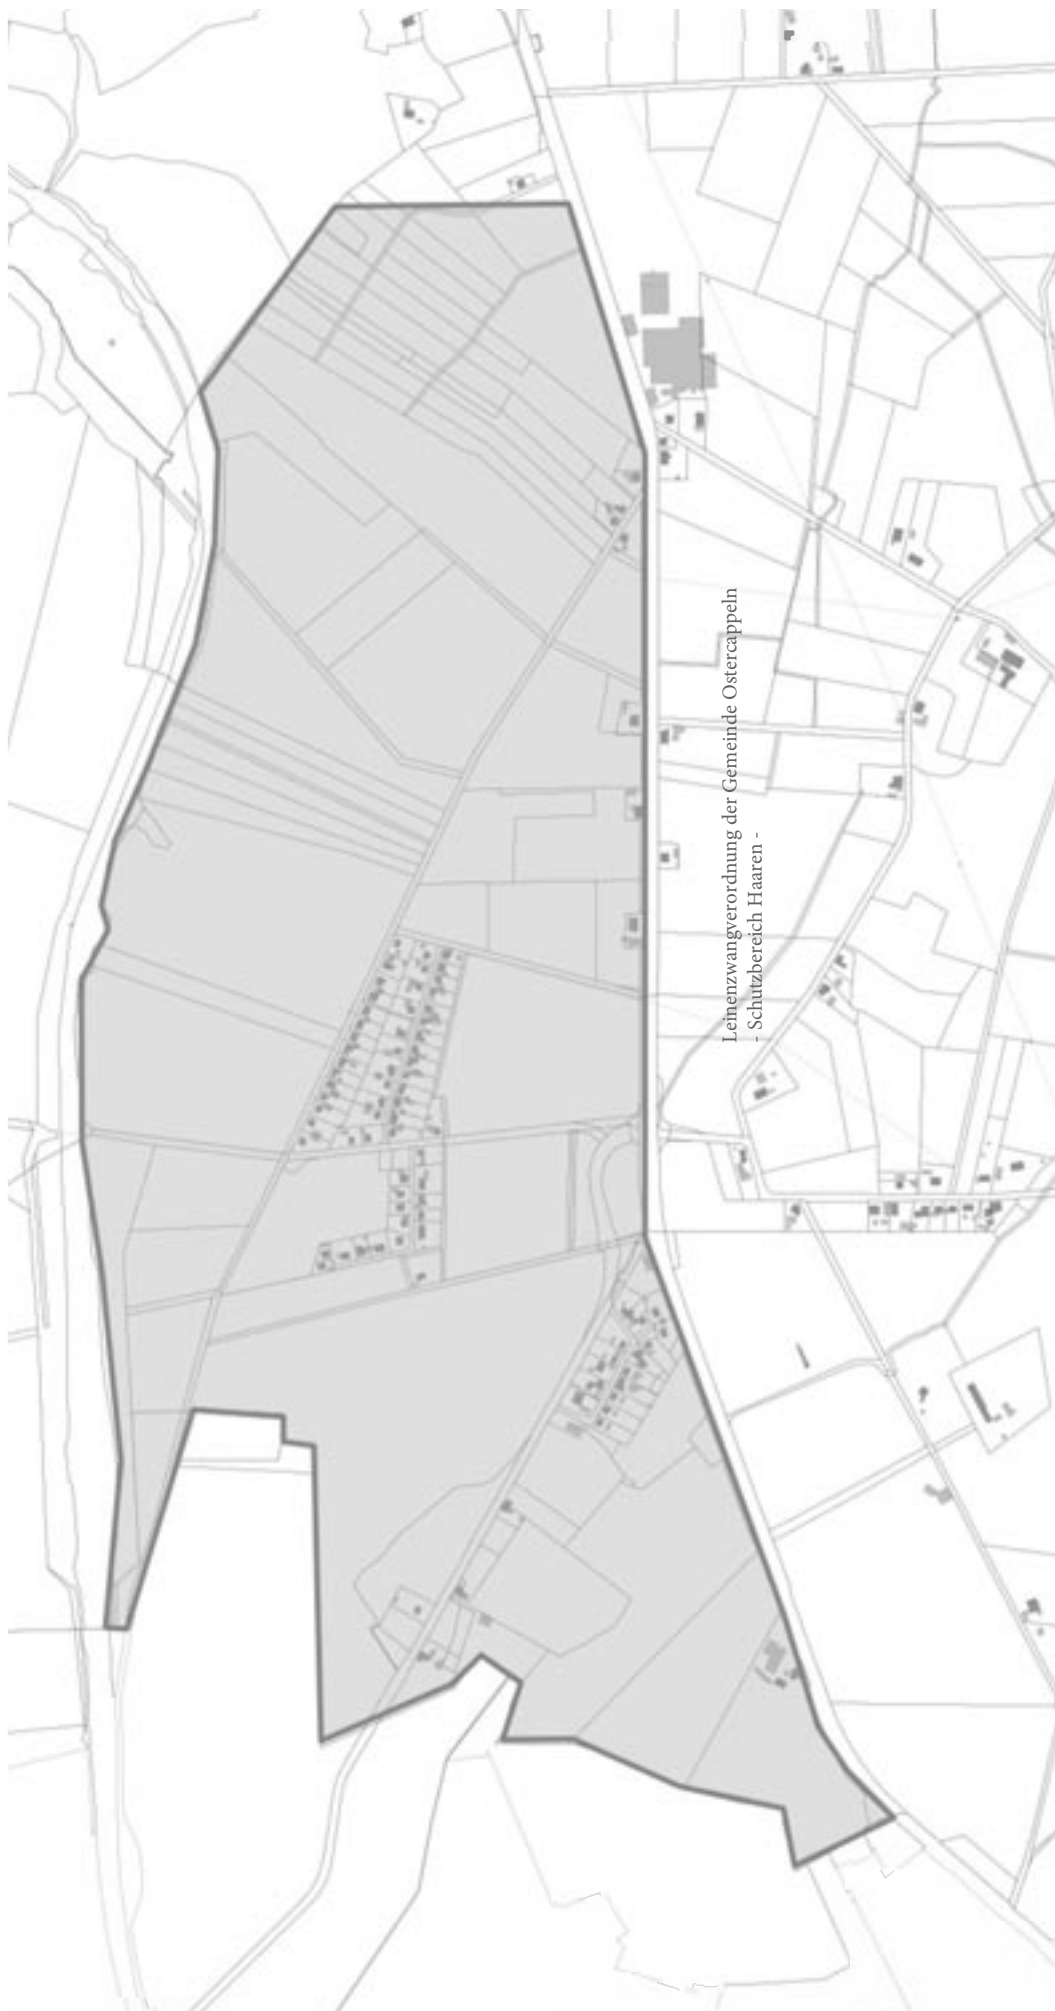 Leinenzwangverordnung der Gemeinde Ostercappeln
- Schutzbereich Haaren -